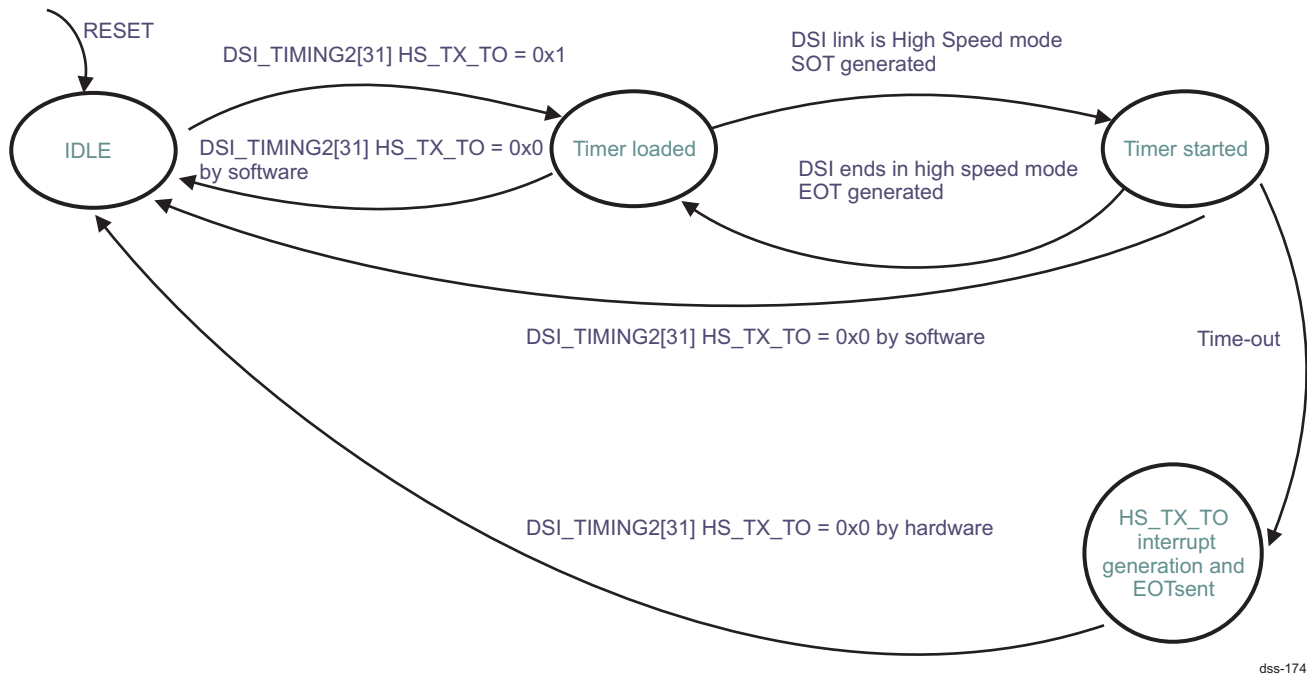 RESET
DSI_TIMING2[31] HS_TX_TO = 0x1
DSI link is High Speed mode
SOT generated
IDLE
DSI_TIMING2[31] HS_TX_TO = 0x0
by software
Timer loaded
DSI ends in high speed mode
EOT generated
Timer started
DSI_TIMING2[31] HS_TX_TO = 0x0 by software
Time-out
DSI_TIMING2[31] HS_TX_TO = 0x0 by hardware
HS_TX_TO
interrupt
generation and
EOTsent
dss-174